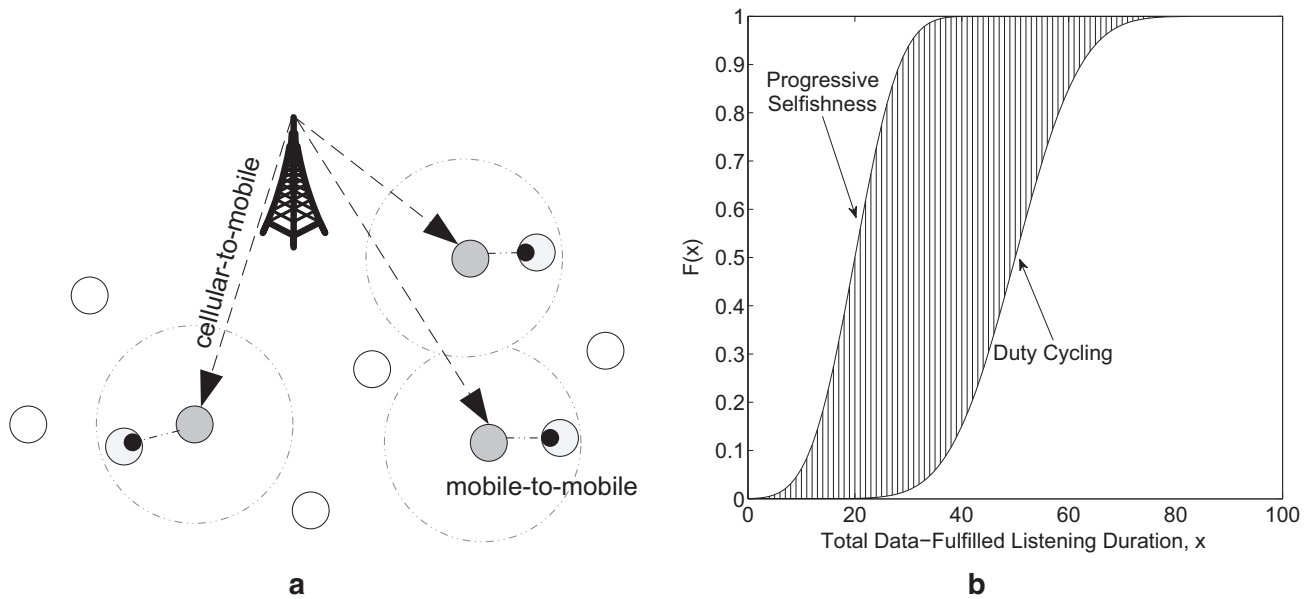 cellular-to-mobile
mobile-to-mobile
a
1
0.9
0.8
0.7
0.6
0.5
0.4
0.3
0.2
0.1
0
F(x)
Progressive
Selfishness
Duty Cycling
0 20 40 60 80 100
Total Data−Fulfilled Listening Duration, x
b